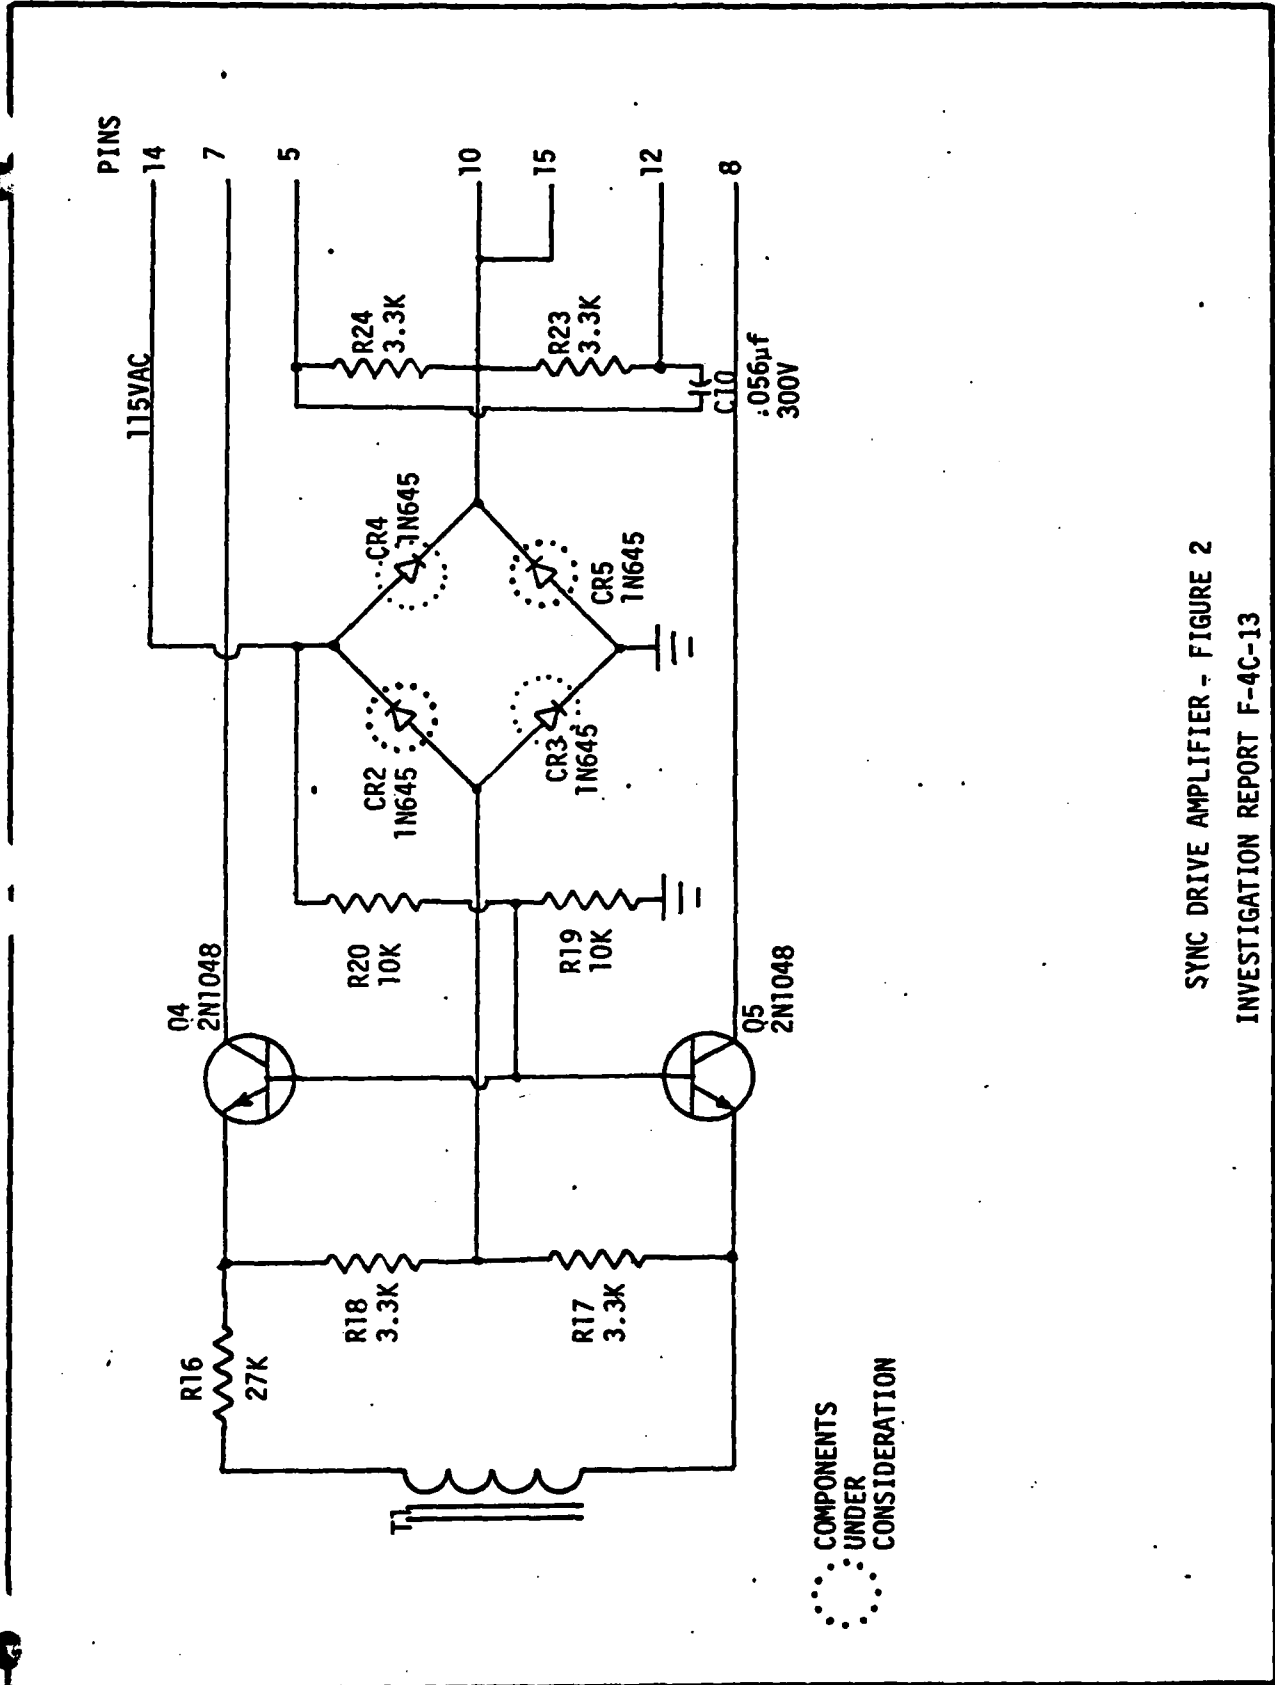 PINS
14
7
5
10
15
12
8
115VAC
R24
3.3K
R23
3.3K
C10
.056µf
300V
CR4
1N645
CR5
1N645
CR2
1N645
CR3
1N645
R20
10K
R19
10K
Q4
2N1048
Q5
2N1048
R18
3.3K
R17
3.3K
R16
27K
T1
COMPONENTS
UNDER
CONSIDERATION
SYNC DRIVE AMPLIFIER - FIGURE 2
INVESTIGATION REPORT F-4C-13